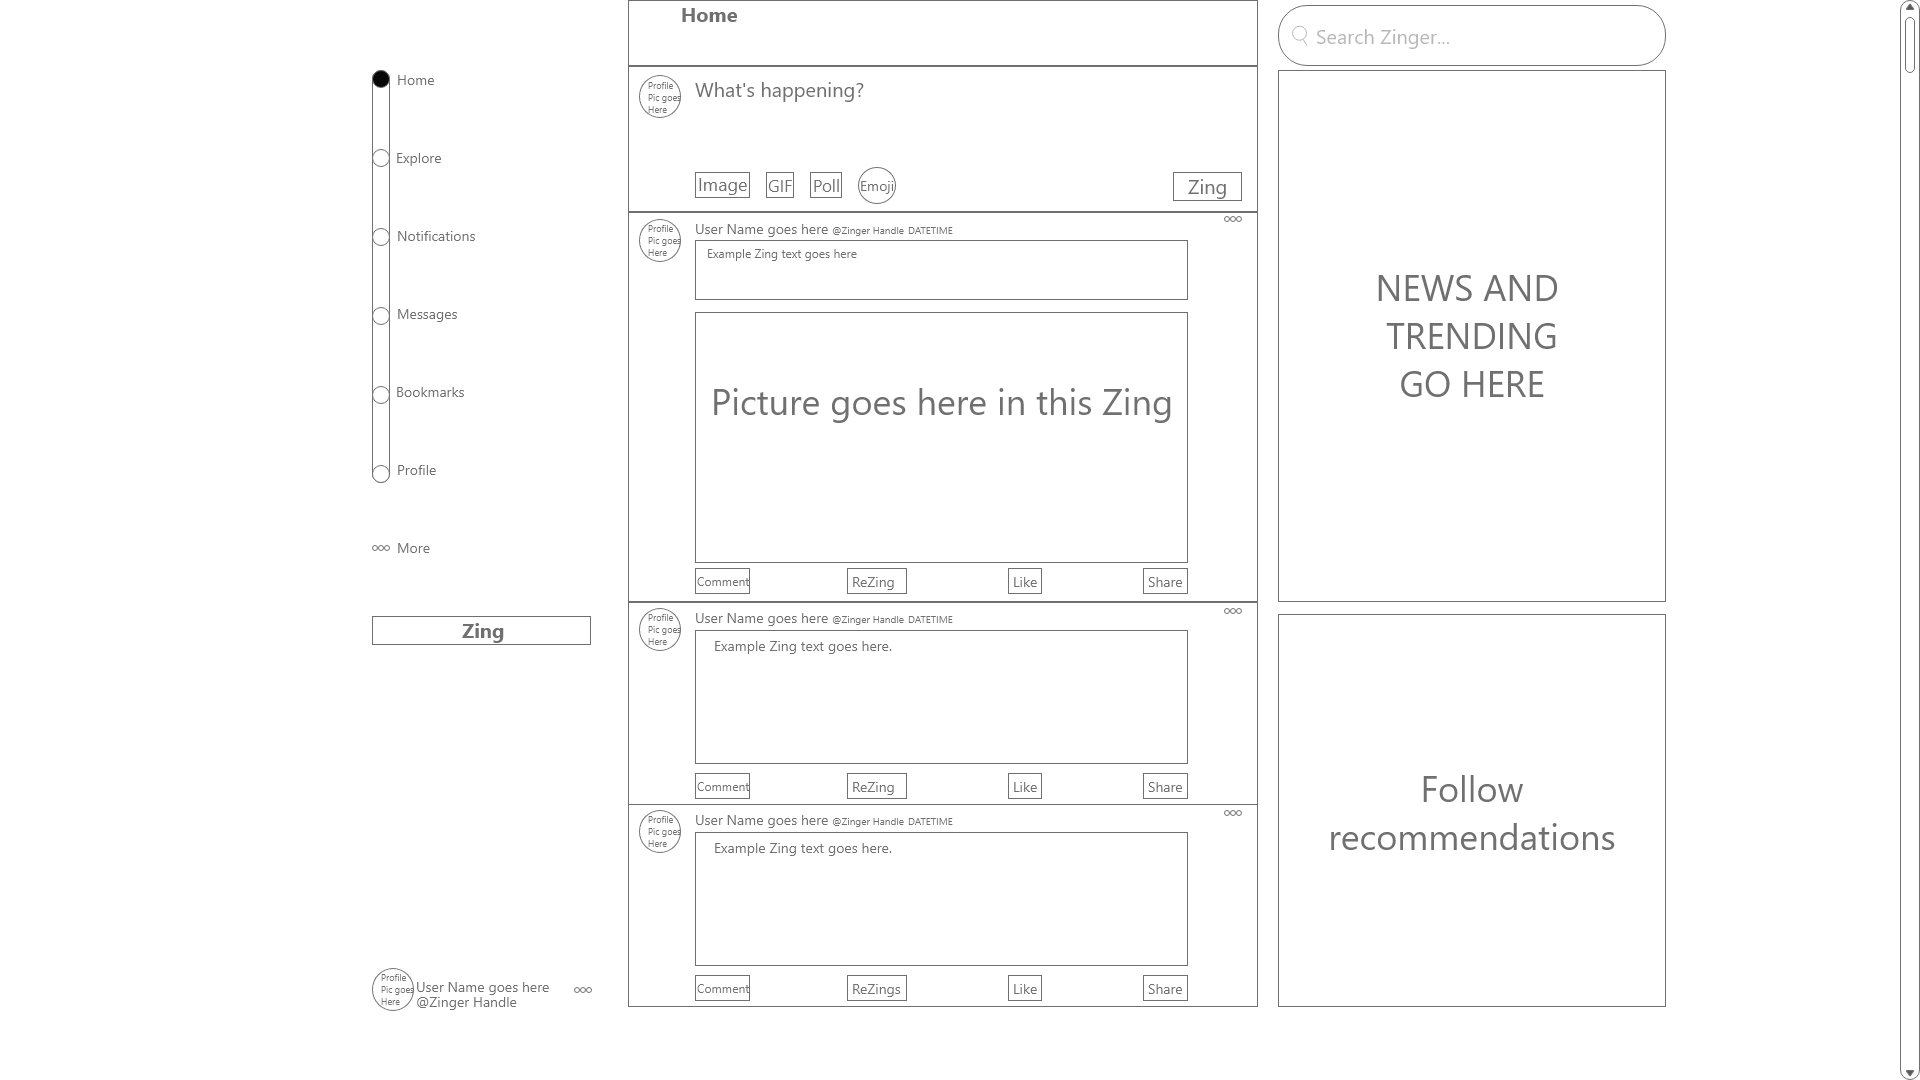 Home
Explore
Notifications
Messages
Bookmarks
Profile
More
Zing
Profile
Pic goes
Here
User Name goes here
@Zinger Handle
Home
Profile
Pic goes
Here
What's happening?
Image GIF Poll Emoji
Zing
Profile
Pic goes
Here
User Name goes here @Zinger Handle DATETIME
Example Zing text goes here
Picture goes here in this Zing
Comment ReZing Like Share
Profile
Pic goes
Here
User Name goes here @Zinger Handle DATETIME
Example Zing text goes here.
Comment ReZing Like Share
Profile
Pic goes
Here
User Name goes here @Zinger Handle DATETIME
Example Zing text goes here.
Comment ReZings Like Share
Search Zinger...
NEWS AND
TRENDING
GO HERE
Follow
recommendations